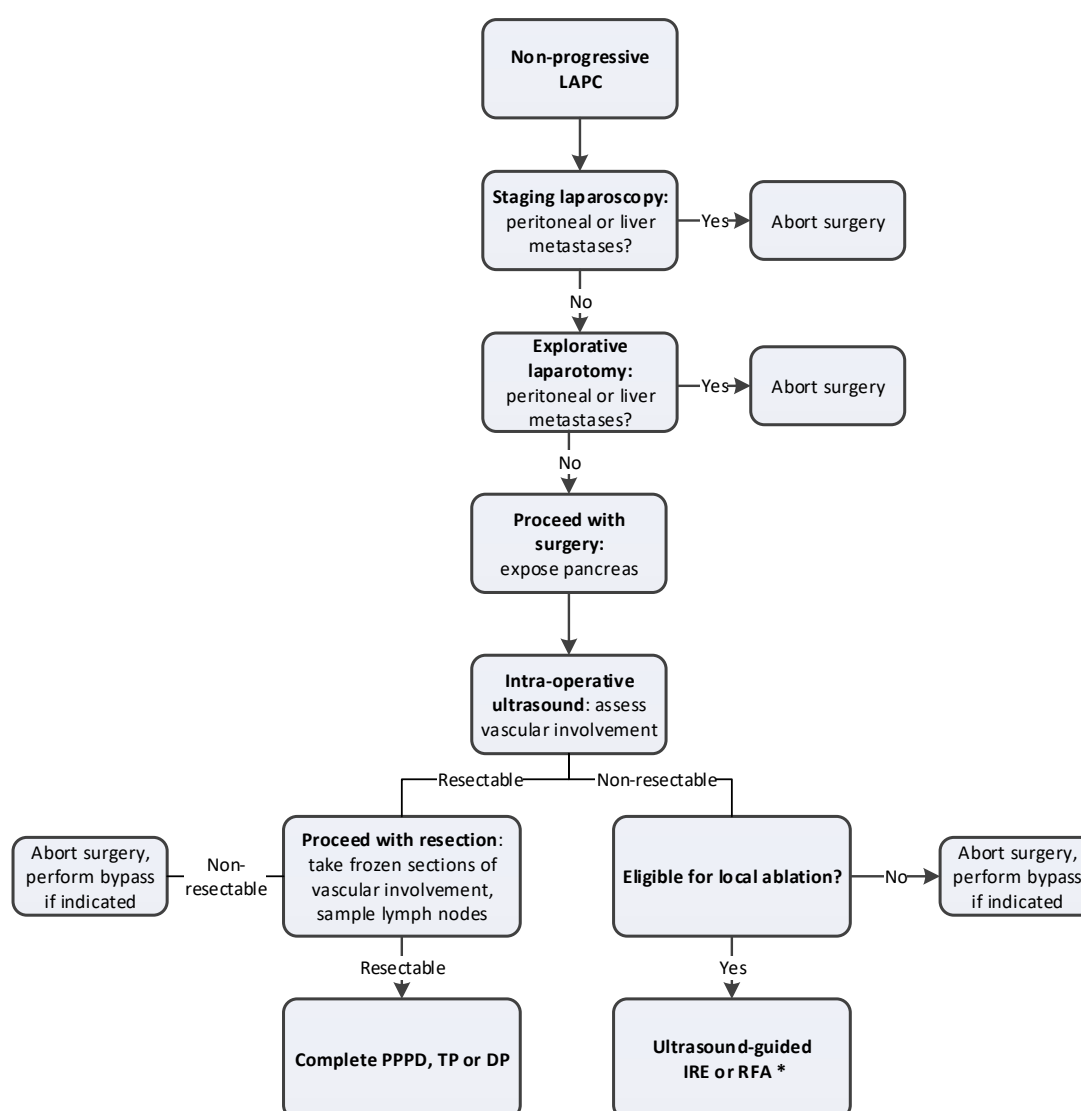 Non-progressive
LAPC
Staging laparoscopy:
peritoneal or liver
metastases?
Yes
Abort surgery
No
Explorative
laparotomy:
peritoneal or liver
metastases?
Yes
Abort surgery
No
Proceed with
surgery:
expose pancreas
Intra-operative
ultrasound: assess
vascular involvement
Resectable
Non-resectable
Abort surgery,
perform bypass
if indicated
Non-
resectable
Proceed with resection:
take frozen sections of
vascular involvement,
sample lymph nodes
Eligible for local ablation?
No
Abort surgery,
perform bypass
if indicated
Resectable
Yes
Complete PPPD, TP or DP
Ultrasound-guided
IRE or RFA *